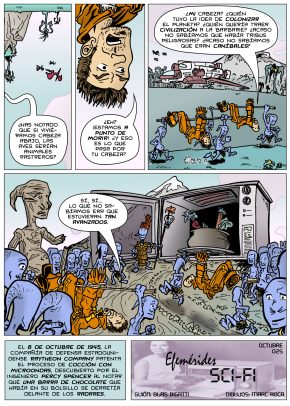 ¿HAS NOTADO
QUE SI VIVIÉ-
RAMOS CABEZA
ABAJO, LAS
AVES SERÍAN
ANIMALES
RASTREROS?
¿EH?
¡ESTAMOS A
PUNTO DE
MORIR! ¿Y ESO
ES LO QUE
PASA POR
TU CABEZA?
¿MI CABEZA? ¿QUIÉN
TUVO LA IDEA DE COLONIZAR
EL PLANETA? ¿QUIÉN QUERÍA TRAER
CIVILIZACIÓN A LA BARBARIE? ¿ACASO
NO SABÍAMOS QUE HABÍA TRIBUS
PELIGROSAS? ¿ACASO NO SABÍAMOS
QUE ERAN CANÍBALES?
SÍ, SÍ,
LO QUE NO SA-
BÍAMOS ERA QUE
ESTUVIERAN TAN
AVANZADOS.
EL 8 DE OCTUBRE DE 1945, LA
COMPAÑÍA DE DEFENSA ESTADOUNI-
DENSE RAYTHEON COMPANY PATENTA
EL PROCESO DE COCCIÓN CON
MICROONDAS, DESCUBIERTO POR EL
INGENIERO PERCY SPENCER AL NOTAR
QUE UNA BARRA DE CHOCOLATE QUE
HABÍA EN SU BOLSILLO SE DERRETÍA
DELANTE DE LOS RADARES.
OCTUBRE
025
Efemérides
SCI-FI
GUIÓN: BLAS BIGATTI
DIBUJOS: MARC ROCA